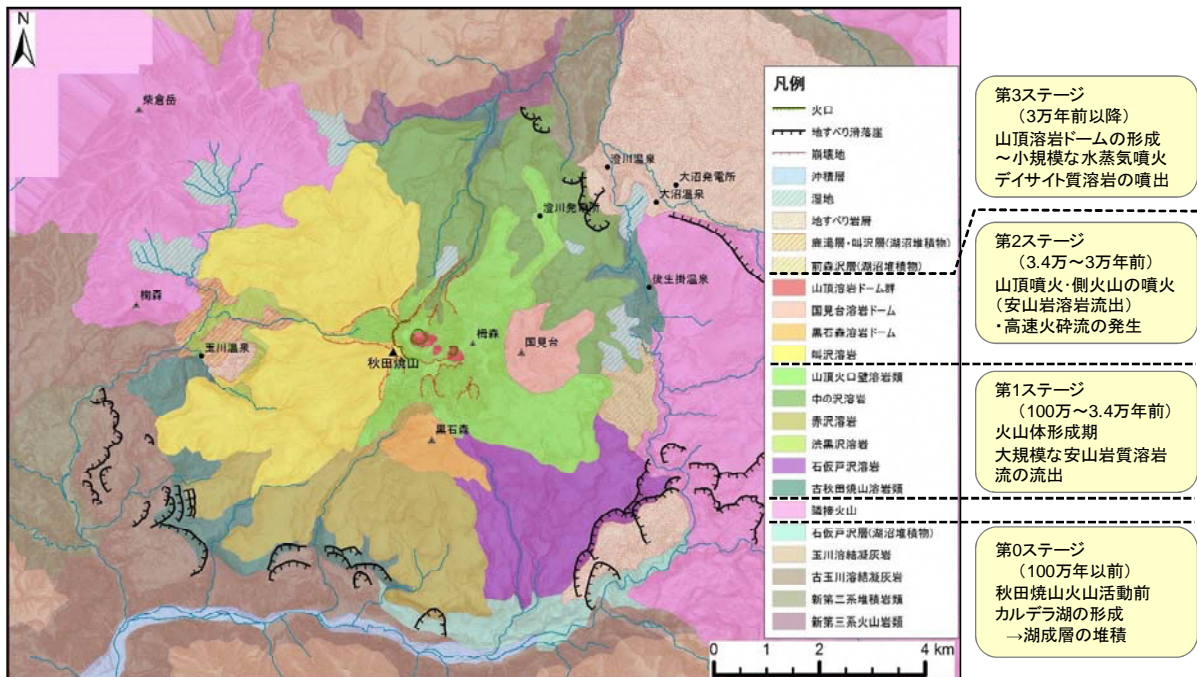 N
柴倉岳
栂森
玉川温泉
秋田焼山
栂森
国見台
黒石森
澄川温泉
大沼発電所
大沼温泉
澄川発電所
後生掛温泉
凡例
火口
地すべり滑落崖
崩壊地
沖積層
湿地
地すべり岩屑
鹿湯層・叫沢層(湖沼堆積物)
前森沢層(湖沼堆積物)
山頂溶岩ドーム群
国見台溶岩ドーム
黒石森溶岩ドーム
叫沢溶岩
山頂火口壁溶岩類
中の沢溶岩
赤沢溶岩
渋黒沢溶岩
石仮戸沢溶岩
古秋田焼山溶岩類
隣接火山
石仮戸沢層(湖沼堆積物)
玉川溶結凝灰岩
古玉川溶結凝灰岩
新第三系堆積岩類
新第三系火山岩類
0 1 2 4 km
第3ステージ
(3万年前以降)
山頂溶岩ドームの形成
～小規模な水蒸気噴火
デイサイト質溶岩の噴出
第2ステージ
(3.4万～3万年前)
山頂噴火・側火山の噴火
(安山岩溶岩流出)
・高速火砕流の発生
第1ステージ
(100万～3.4万年前)
火山体形成期
大規模な安山岩質溶岩
流の流出
第0ステージ
(100万年以前)
秋田焼山火山活動前
カルデラ湖の形成
→湖成層の堆積